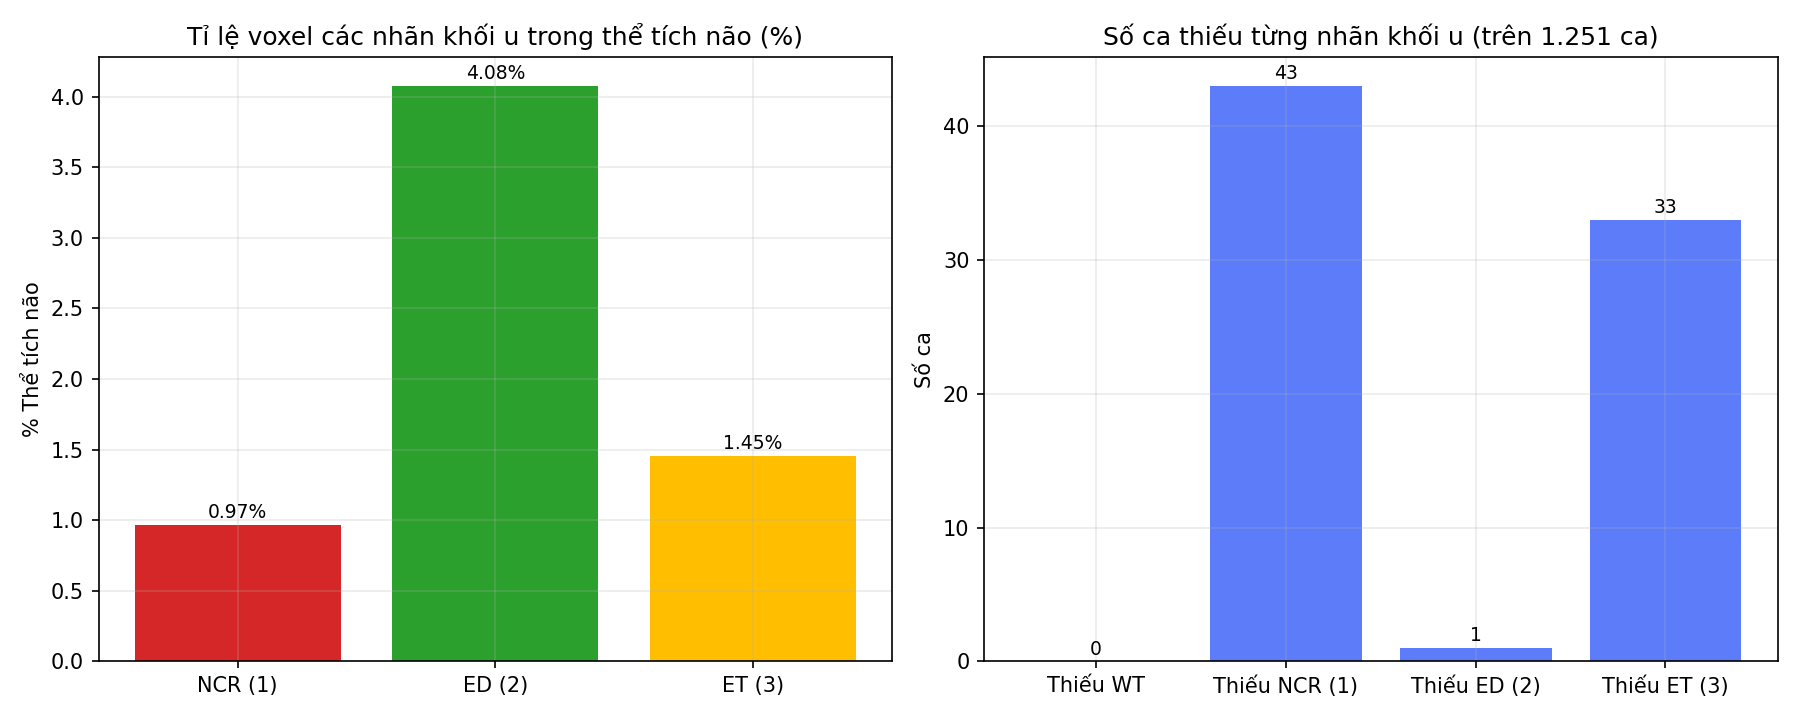 Tỉ lệ voxel các nhãn khối u trong thể tích não (%)
% Thể tích não
4.0
3.5
3.0
2.5
2.0
1.5
1.0
0.5
0.0
0.97%
4.08%
1.45%
NCR (1)
ED (2)
ET (3)
Số ca thiếu từng nhãn khối u (trên 1.251 ca)
Số ca
40
30
20
10
0
0
43
1
33
Thiếu WT
Thiếu NCR (1)
Thiếu ED (2)
Thiếu ET (3)